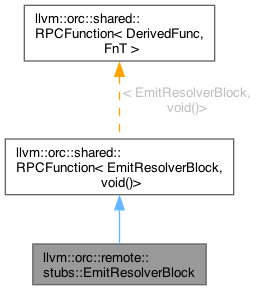 llvm::orc::shared::
RPCFunction< DerivedFunc,
FnT >
< EmitResolverBlock,
void()>
llvm::orc::shared::
RPCFunction< EmitResolverBlock,
void()>
llvm::orc::remote::
stubs::EmitResolverBlock